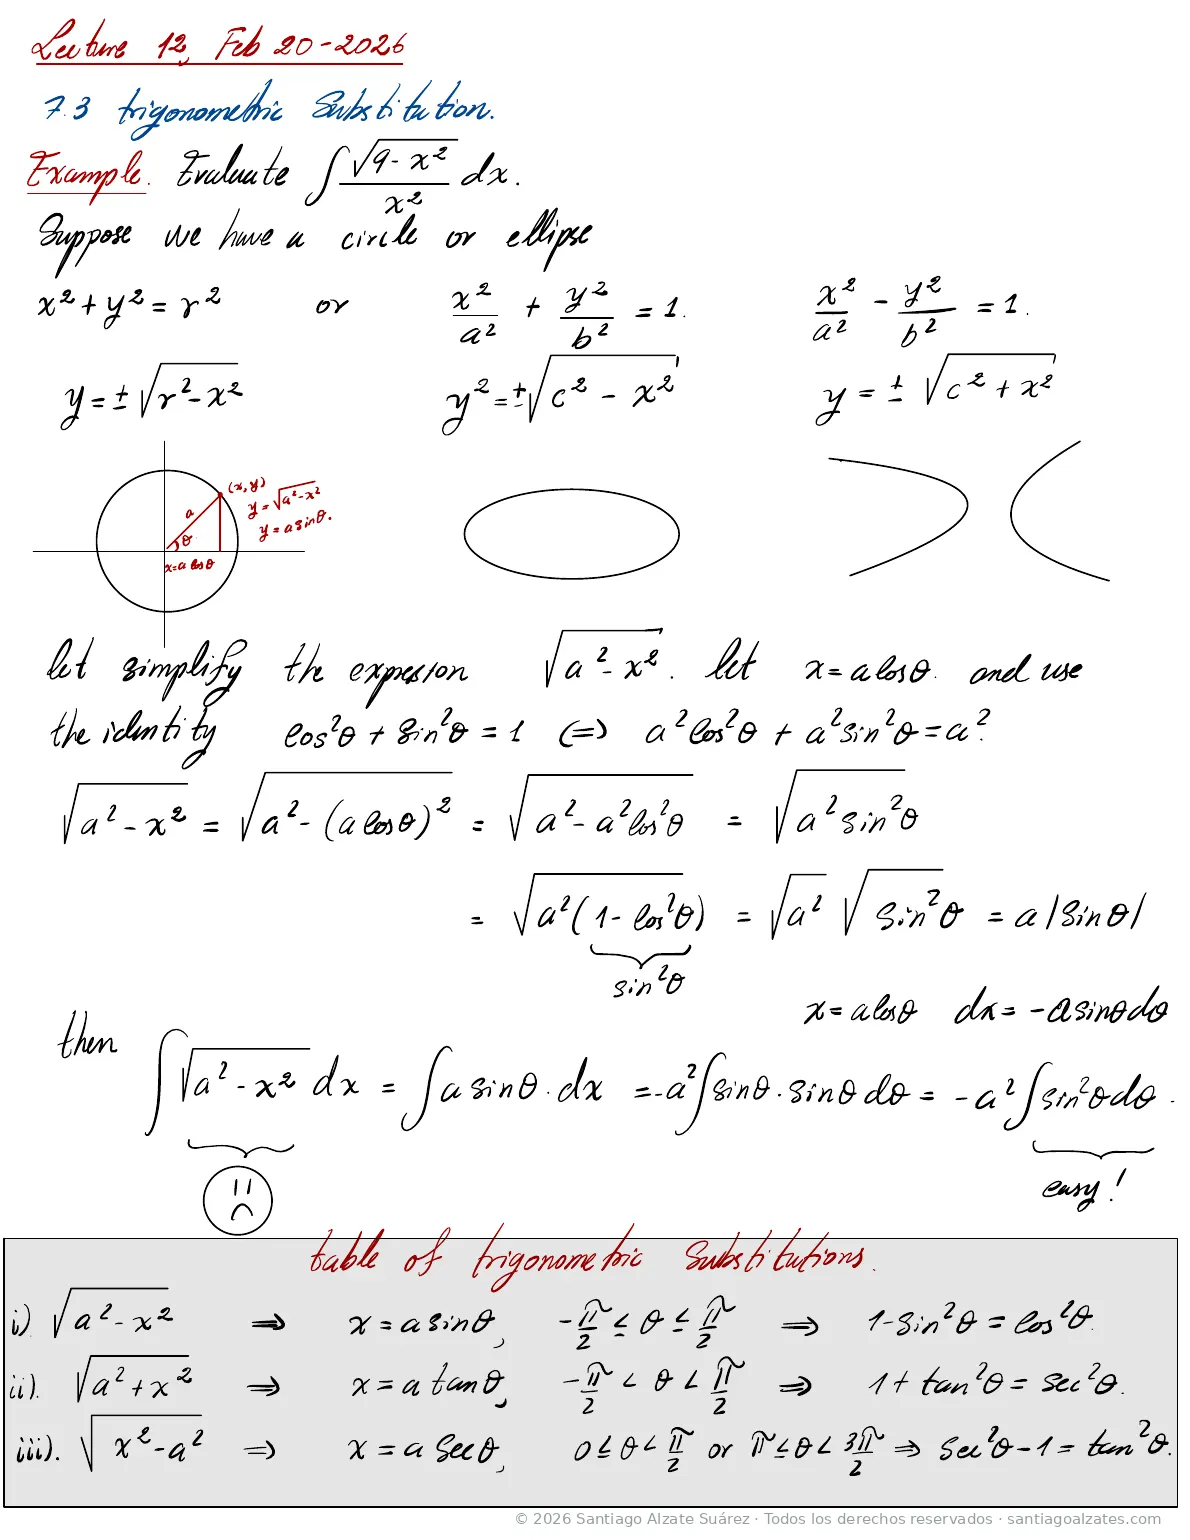 Lecture 12, Feb 20-2026
7.3 trigonometric Substitution.
Example. Evaluate ∫ √(9-x²)/x² dx.
Suppose we have a circle or ellipse
x²+y²=r² or x²/a² + y²/b² = 1. x²/a² - y²/b² = 1.
y=±√(r²-x²) y²=±√(c²-x²) y=±√(c²+x²)
(x,y)
y=√(a²-x²)
y=a sinθ.
a
θ
x=a cosθ
let simplify the expression √(a²-x²). let x=a cosθ. and use
the identity cos²θ+sin²θ=1 (=) a²cos²θ + a²sin²θ=a².
√(a²-x²) = √(a²-(a cosθ)²) = √(a²-a²cos²θ) = √(a²sin²θ)
= √(a²(1-cos²θ)) = √a² √sin²θ = a|sinθ|
sin²θ
x=a cosθ dx=-a sinθdθ
then ∫√(a²-x²) dx = ∫a sinθ·dx =-a²∫sinθ·sinθdθ= -a²∫sin²θdθ.
easy!
table of trigonometric Substitutions.
i) √(a²-x²) ⇒ x=a sinθ, -π/2 ≤ θ ≤ π/2 ⇒ 1-sin²θ=cos²θ.
ii). √(a²+x²) ⇒ x=a tanθ, -π/2 < θ < π/2 ⇒ 1+tan²θ=sec²θ.
iii). √(x²-a²) ⇒ x=a secθ, 0≤θ<π/2 or π≤θ<3π/2 ⇒ sec²θ-1=tan²θ.
© 2026 Santiago Alzate Suárez · Todos los derechos reservados · santiagoalzates.com